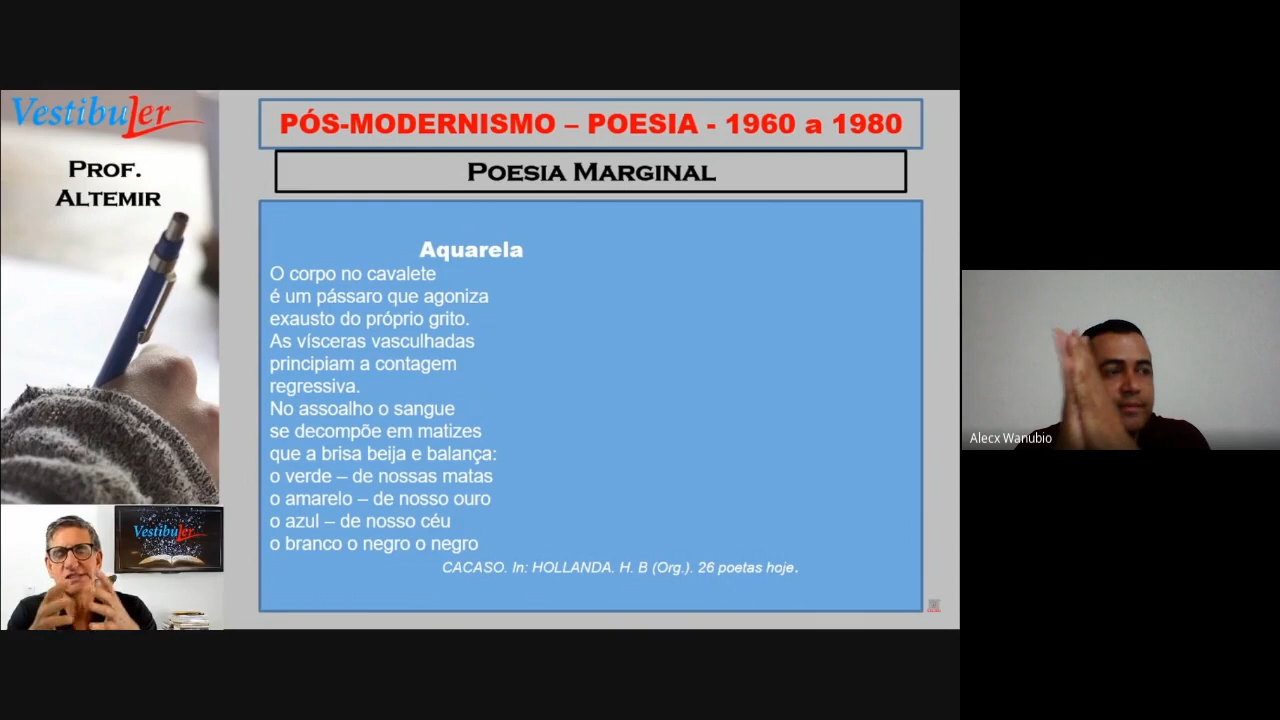 VestibuLer
PROF.
ALTEMIR
PÓS-MODERNISMO – POESIA - 1960 a 1980
POESIA MARGINAL
Aquarela
O corpo no cavalete
é um pássaro que agoniza
exausto do próprio grito.
As vísceras vasculhadas
principiam a contagem
regressiva.
No assoalho o sangue
se decompõe em matizes
que a brisa beija e balança:
o verde – de nossas matas
o amarelo – de nosso ouro
o azul – de nosso céu
o branco o negro o negro
CACASO. In: HOLLANDA. H. B (Org.). 26 poetas hoje.
VestibuLer
Alecx Wanubio